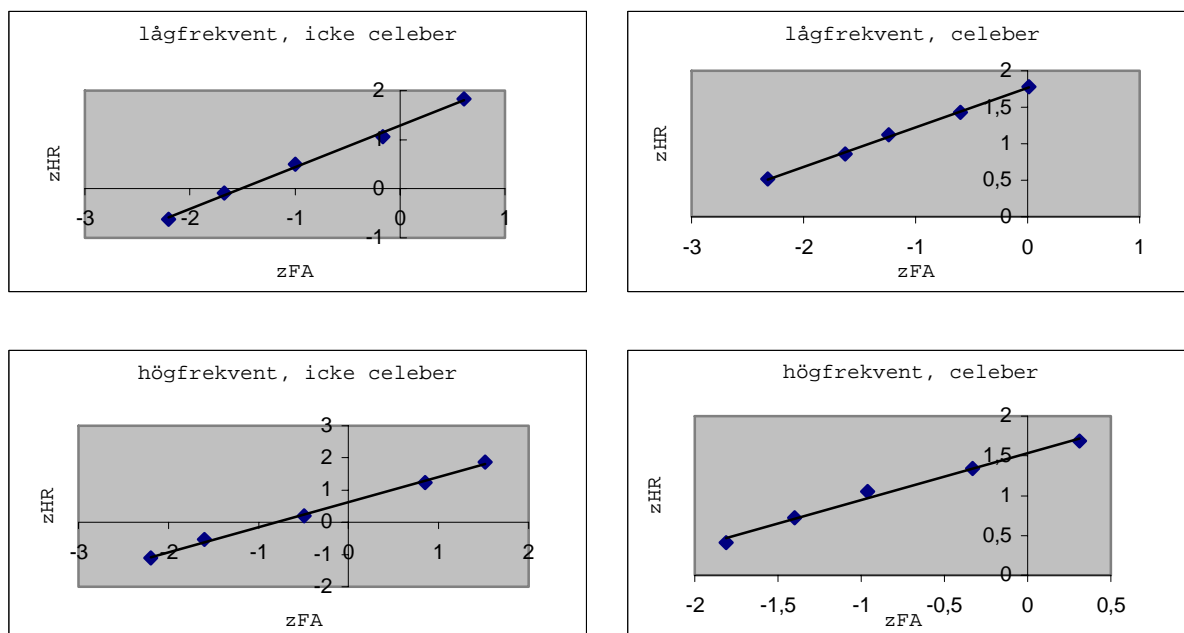 lågfrekvent, icke celeber
2
0
-3 -2 -1 0 1
-1
zHR
zFA
lågfrekvent, celeber
2
1,5
1
0,5
0
-3 -2 -1 0 1
zHR
zFA
högfrekvent, icke celeber
3
2
1
0
-3 -2 -1 0 1 2
-1
-2
zHR
zFA
högfrekvent, celeber
2
1,5
1
0,5
0
-2 -1,5 -1 -0,5 0 0,5
zHR
zFA